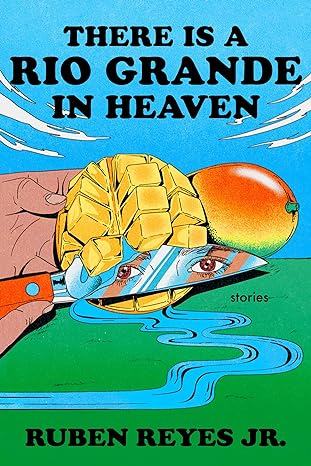 THERE IS A
RIO GRANDE
IN HEAVEN
stories
RUBEN REYES JR.